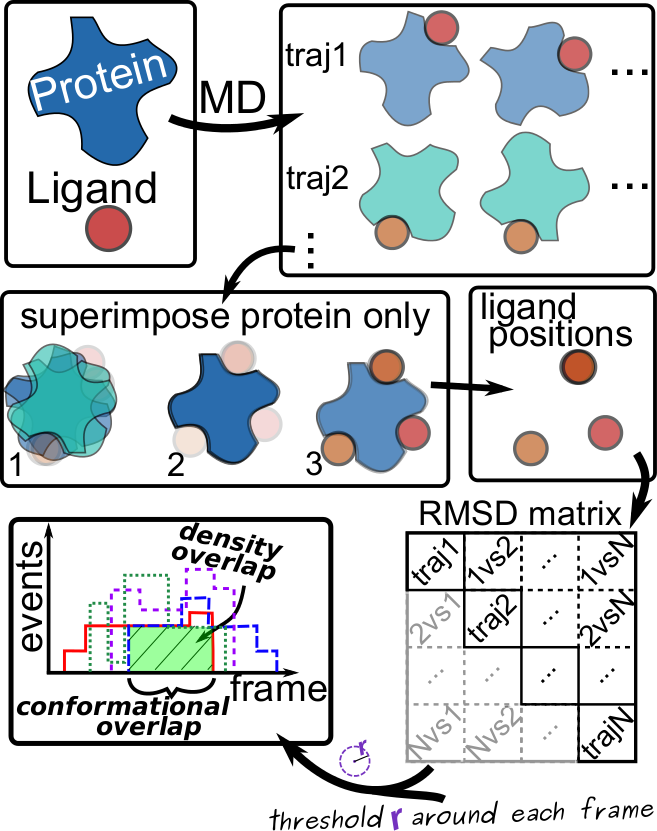 Protein
Ligand
MD
traj1
...
traj2
...
⋮
superimpose protein only
1
2
3
ligand
positions
RMSD matrix
traj1 1vs2 ... 1vsN
2vs1 traj2 ... 2vsN
... ... ... ...
Nvs1 Nvs2 ... trajN
events
density
overlap
frame
conformational
overlap
r
threshold r around each frame